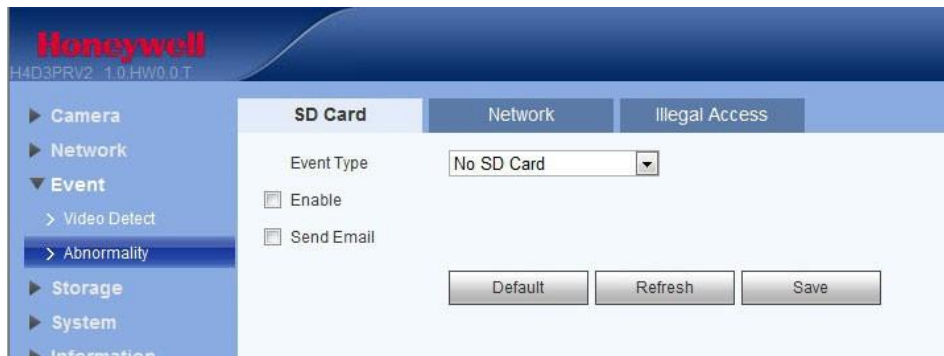 Honeywell
H4D3PRV2 1.0.HW0.0.T
Camera
Network
Event
Video Detect
Abnormality
Storage
System
Information
SD Card Network Illegal Access
Event Type No SD Card
Enable
Send Email
Default Refresh Save